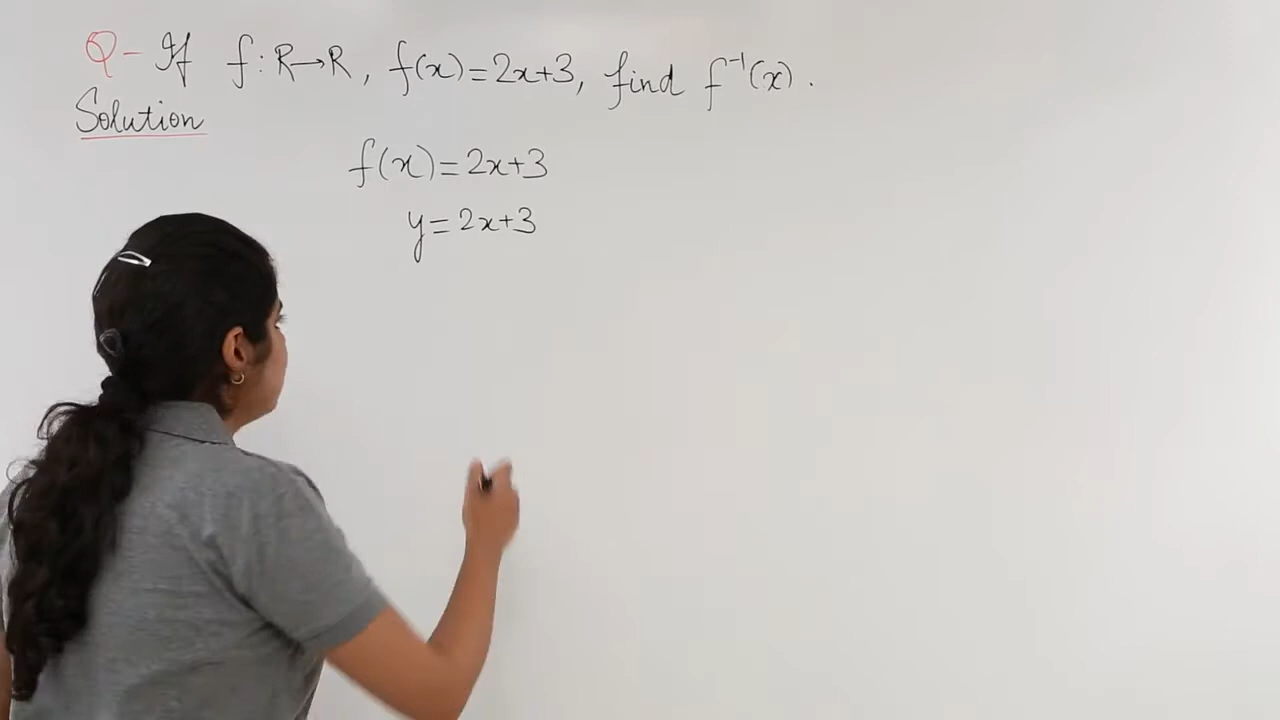 Q- If f: R→R, f(x)=2x+3, find f⁻¹(x).
Solution
f(x)=2x+3
y=2x+3